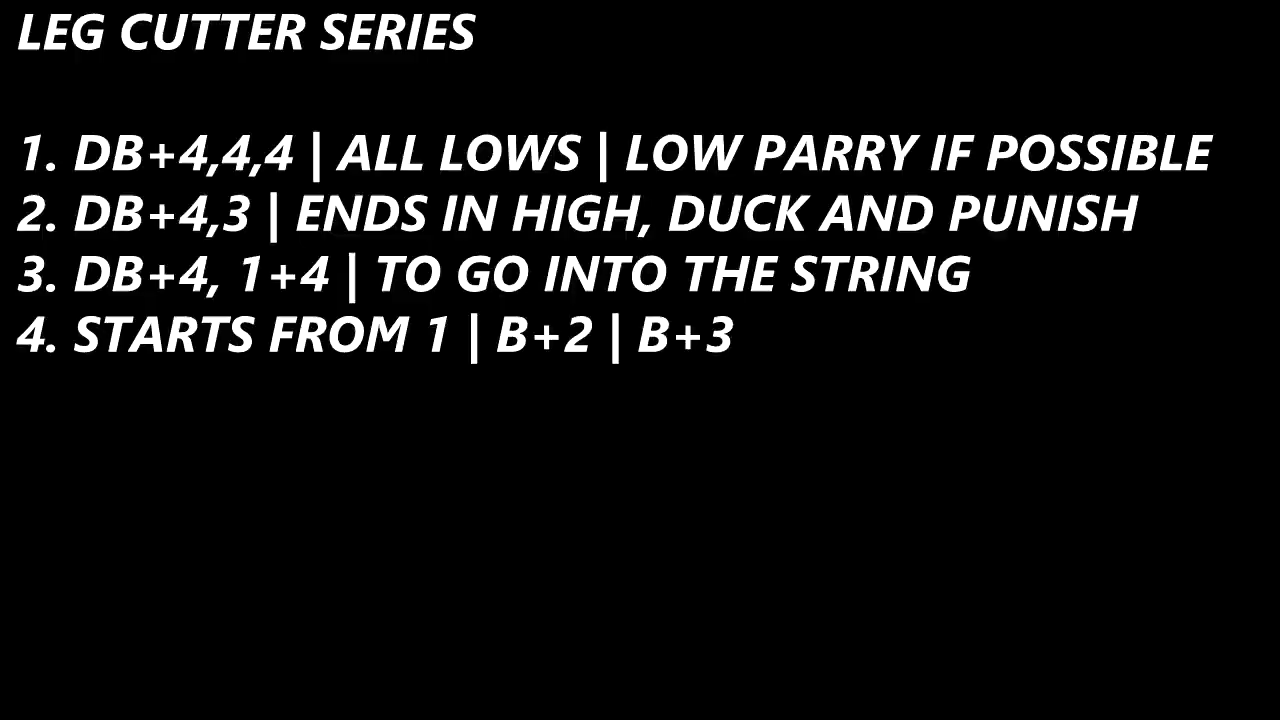 LEG CUTTER SERIES
1. DB+4,4,4 | ALL LOWS | LOW PARRY IF POSSIBLE
2. DB+4,3 | ENDS IN HIGH, DUCK AND PUNISH
3. DB+4, 1+4 | TO GO INTO THE STRING
4. STARTS FROM 1 | B+2 | B+3